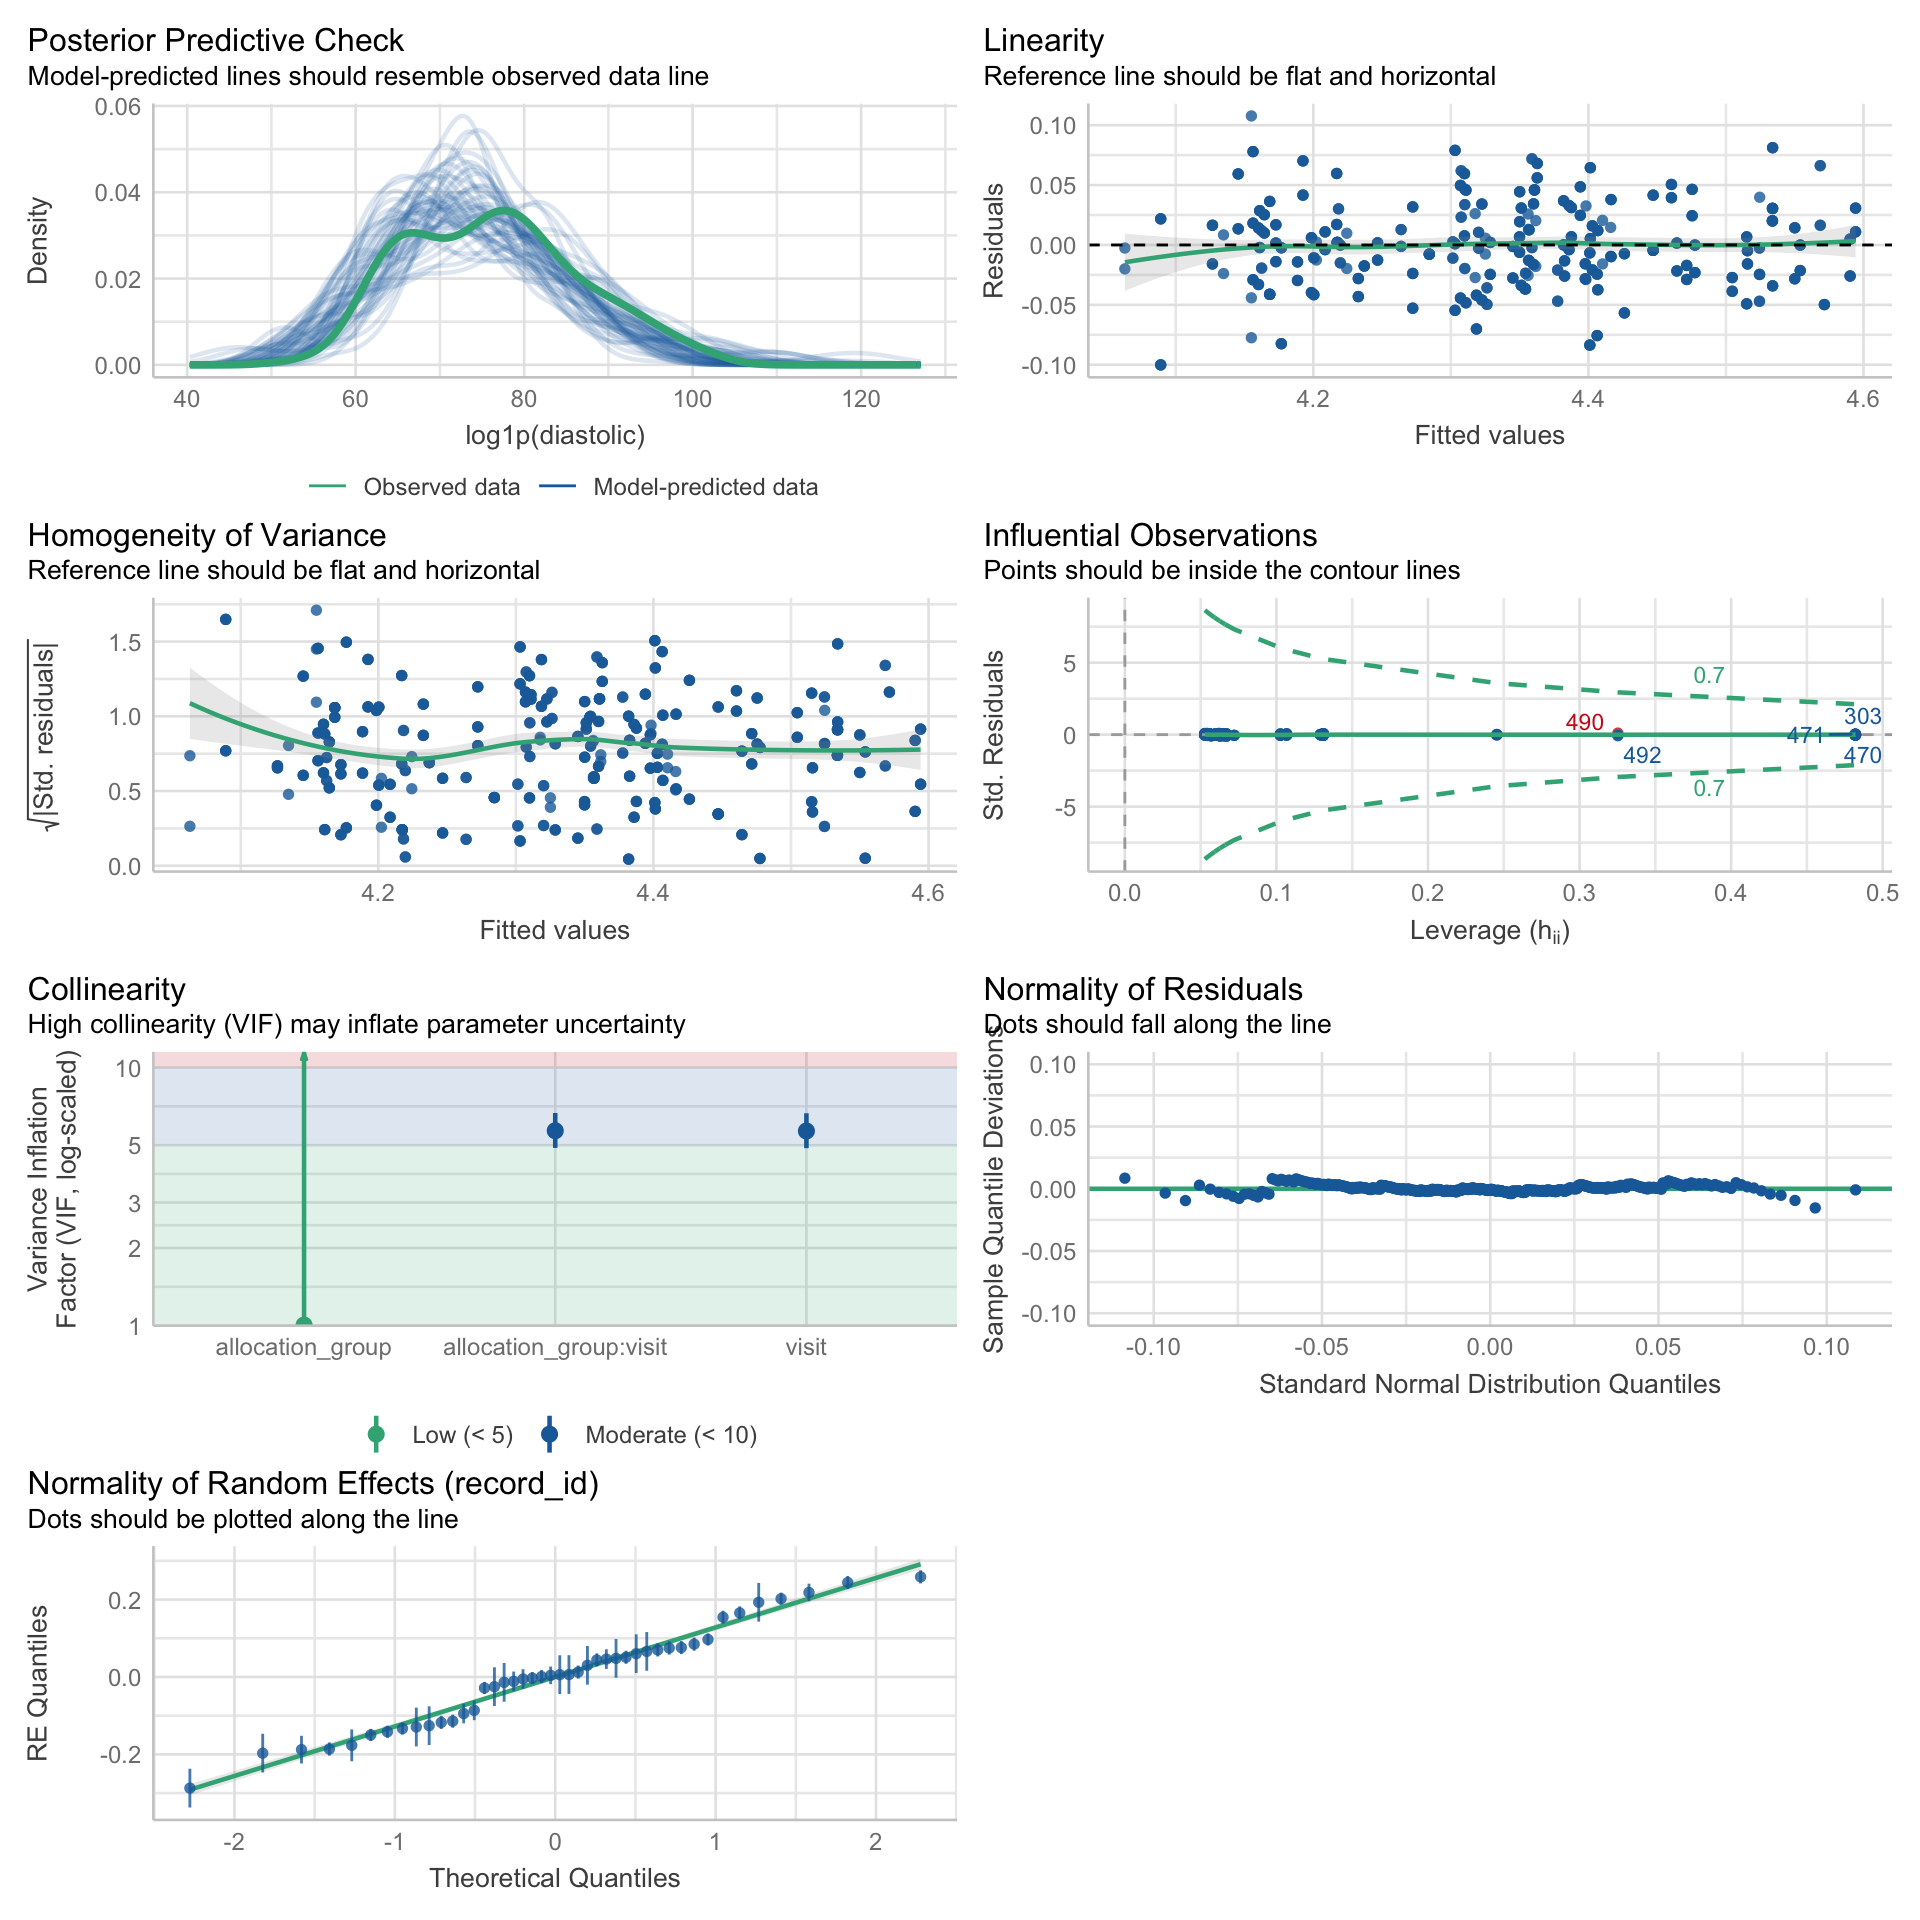 Posterior Predictive Check
Model-predicted lines should resemble observed data line
0.06
0.04
0.02
0.00
Density
40 60 80 100 120
log1p(diastolic)
Observed data Model-predicted data
Linearity
Reference line should be flat and horizontal
0.10
0.05
0.00
-0.05
-0.10
Residuals
4.2 4.4 4.6
Fitted values
Homogeneity of Variance
Reference line should be flat and horizontal
1.5
1.0
0.5
0.0
√|Std. residuals|
4.2 4.4 4.6
Fitted values
Influential Observations
Points should be inside the contour lines
5
0
-5
Std. Residuals
0.7
490
303
471
492
470
0.7
0.0 0.1 0.2 0.3 0.4 0.5
Leverage (hii)
Collinearity
High collinearity (VIF) may inflate parameter uncertainty
10
5
3
2
1
Variance Inflation
Factor (VIF, log-scaled)
allocation_group allocation_group:visit visit
Low (< 5) Moderate (< 10)
Normality of Residuals
Dots should fall along the line
0.10
0.05
0.00
-0.05
-0.10
Sample Quantile Deviations
-0.10 -0.05 0.00 0.05 0.10
Standard Normal Distribution Quantiles
Normality of Random Effects (record_id)
Dots should be plotted along the line
0.2
0.0
-0.2
RE Quantiles
-2 -1 0 1 2
Theoretical Quantiles